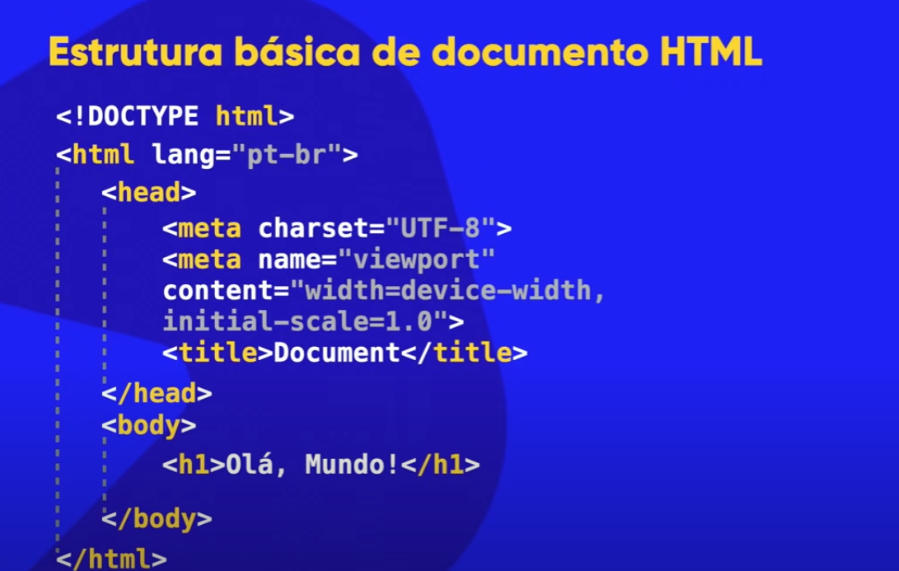 Estrutura básica de documento HTML
<!DOCTYPE html>
<html lang="pt-br">
<head>
<meta charset="UTF-8">
<meta name="viewport"
content="width=device-width,
initial-scale=1.0">
<title>Document</title>
</head>
<body>
<h1>Olá, Mundo!</h1>
</body>
</html>